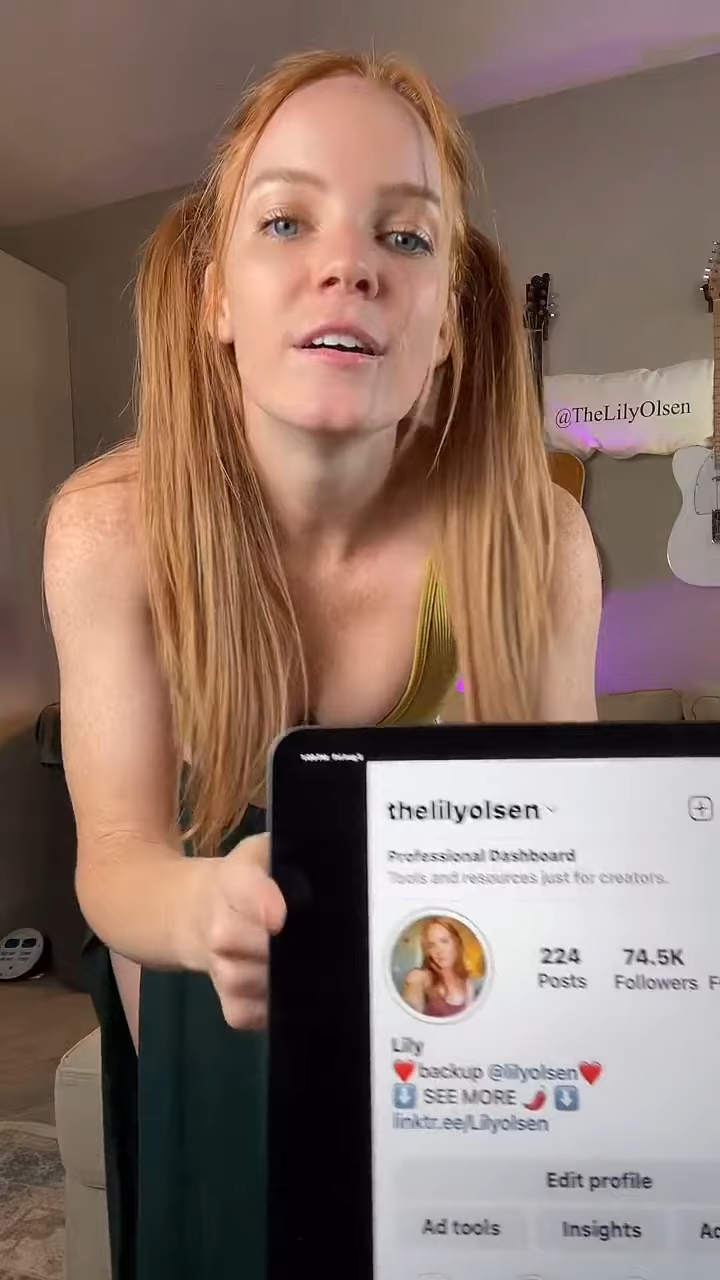 @TheLilyOlsen
thelilyolsen
Professional Dashboard
Tools and resources just for creators.
224 74.5K
Posts Followers F
Lily
❤️backup @lilyolsen❤️
⬇️ SEE MORE 🌶️ ⬇️
linktr.ee/Lilyolsen
Edit profile
Ad tools Insights Ad